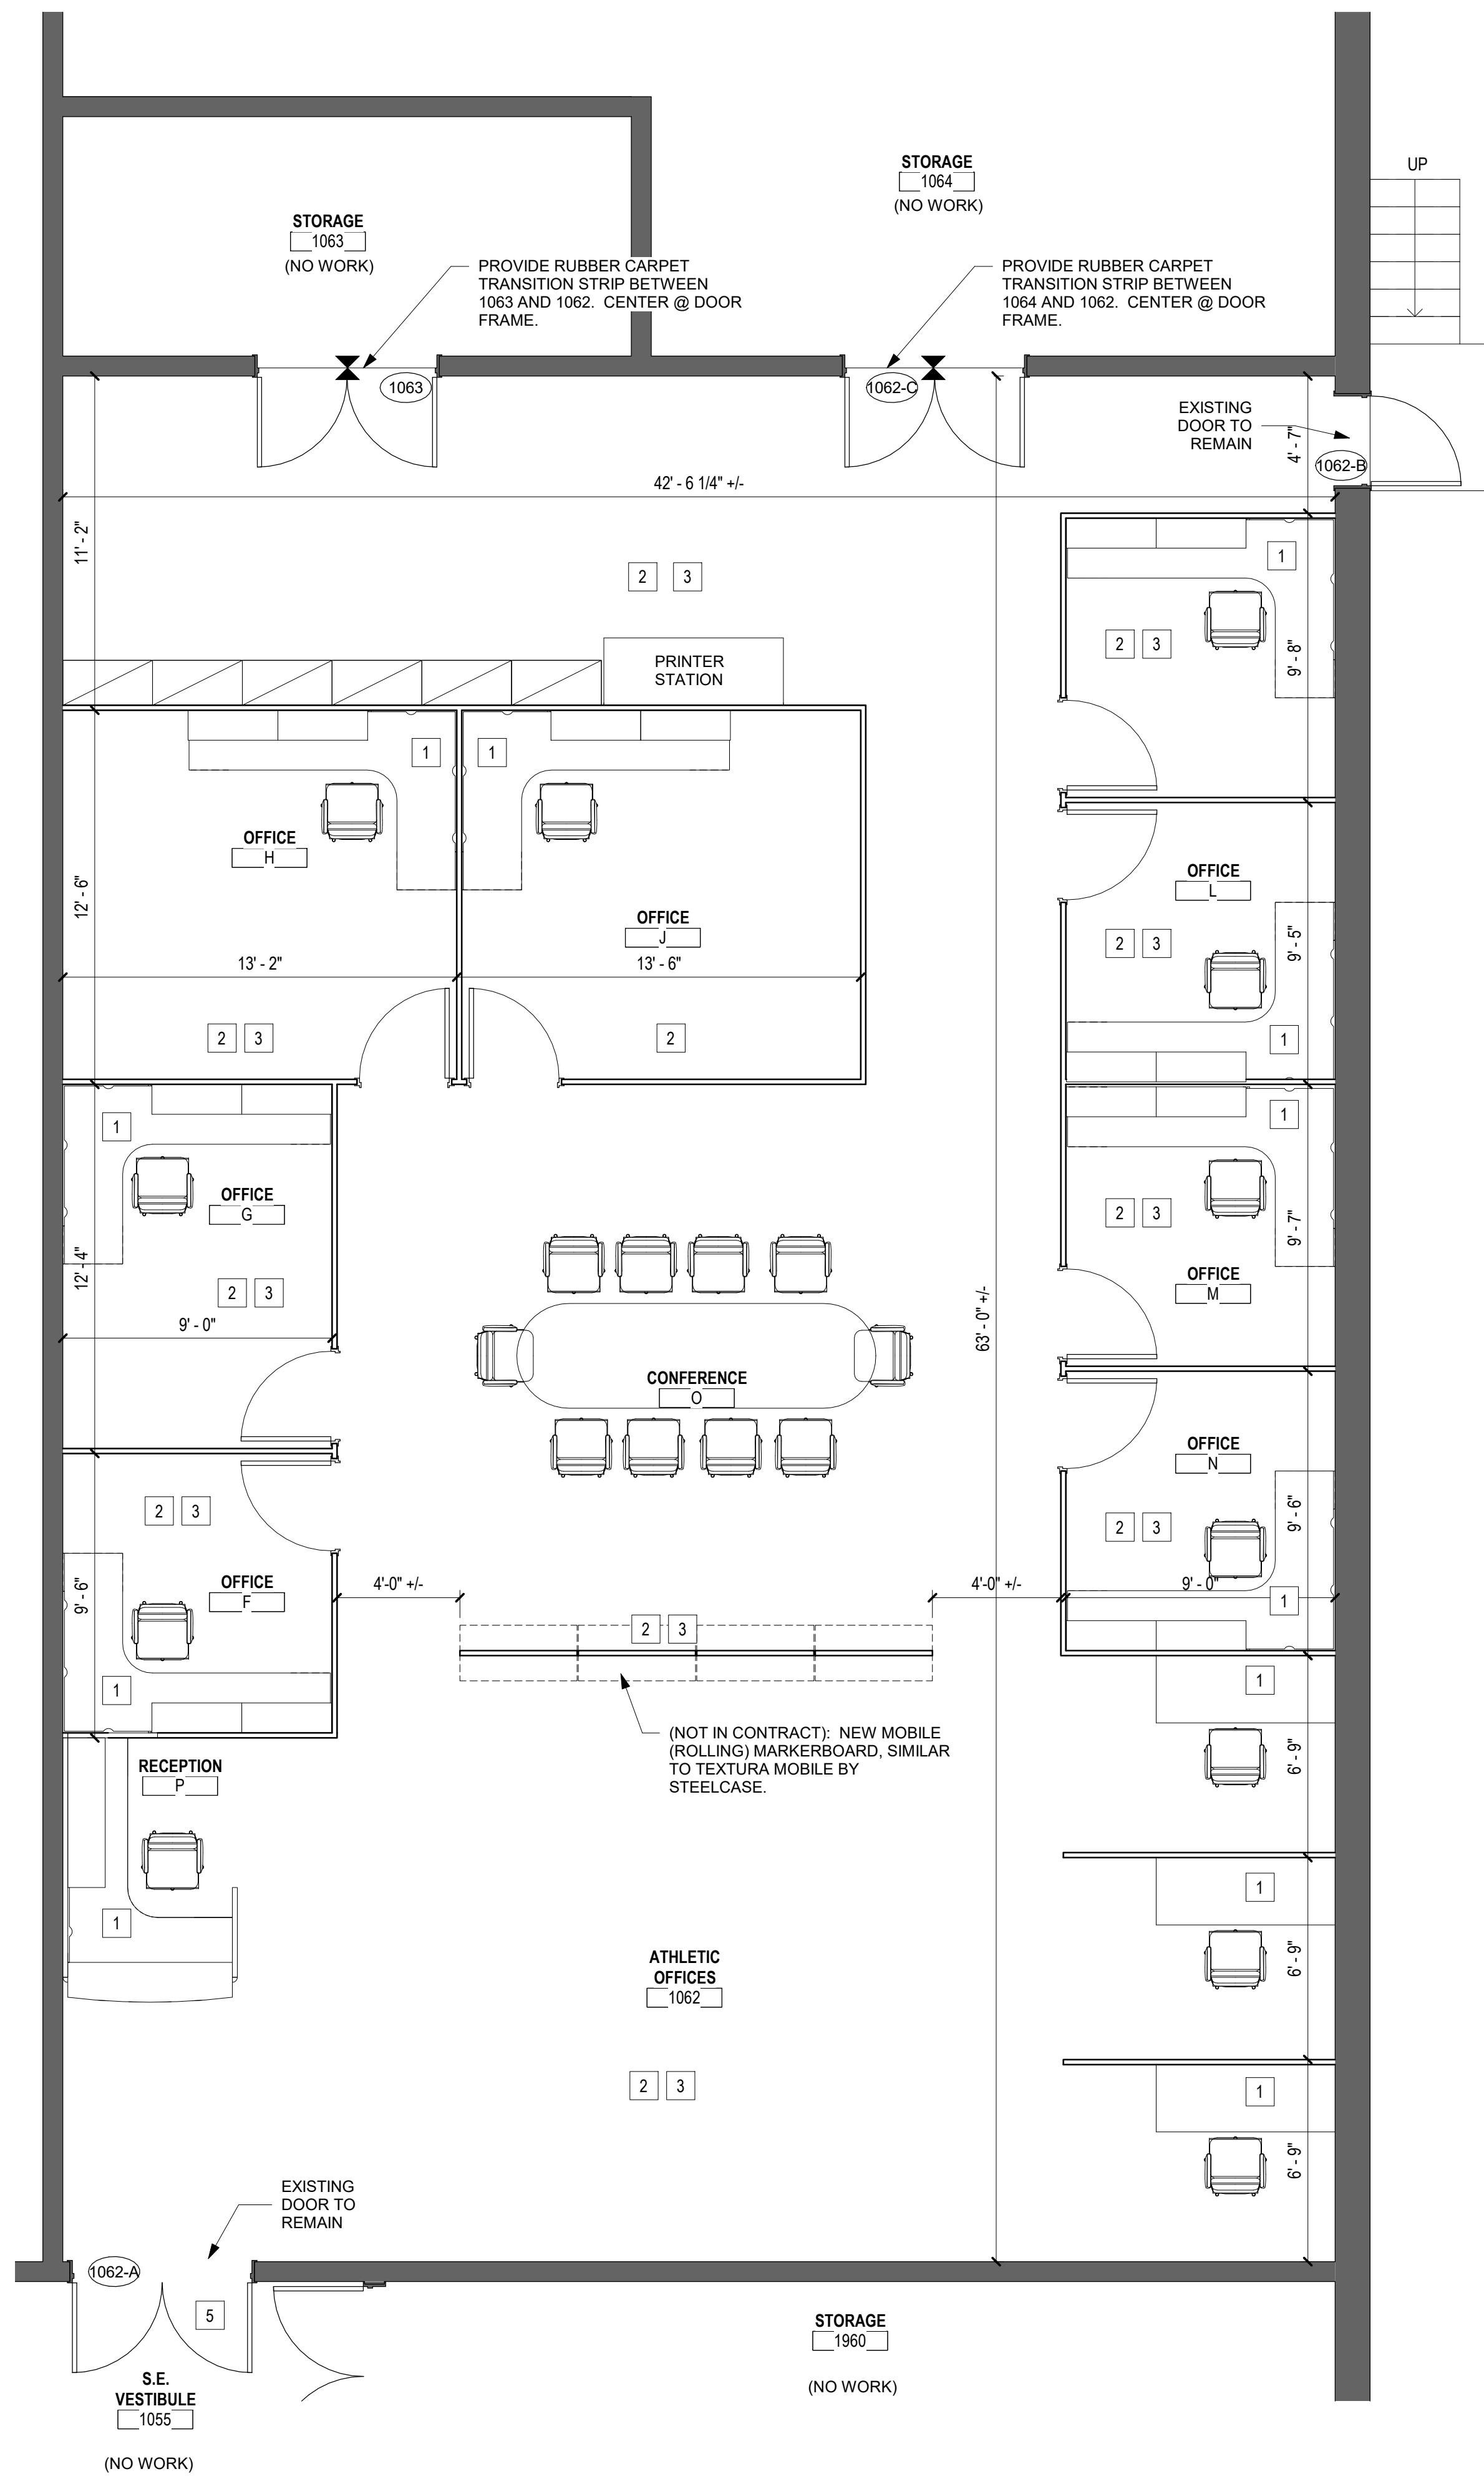 UP
STORAGE
1064
(NO WORK)
STORAGE
1063
(NO WORK)
PROVIDE RUBBER CARPET
TRANSITION STRIP BETWEEN
1063 AND 1062. CENTER @ DOOR
FRAME.
PROVIDE RUBBER CARPET
TRANSITION STRIP BETWEEN
1064 AND 1062. CENTER @ DOOR
FRAME.
1063
1062-C
EXISTING
DOOR TO
REMAIN
4' - 7"
1062-B
42' - 6 1/4" +/-
11' - 2"
2 3
1
2 3
9' - 8"
PRINTER
STATION
1
1
OFFICE
H
12' - 6"
OFFICE
J
13' - 2"
13' - 6"
2 3
2
OFFICE
L
2 3
9' - 5"
1
1
OFFICE
G
12' - 4"
2 3
9' - 0"
1
2 3
9' - 7"
OFFICE
M
63' - 0" +/-
CONFERENCE
O
OFFICE
N
2 3
9' - 6"
9' - 0"
1
2 3
OFFICE
F
9' - 6"
1
4'-0" +/-
4'-0" +/-
2 3
(NOT IN CONTRACT): NEW MOBILE
(ROLLING) MARKERBOARD, SIMILAR
TO TEXTURA MOBILE BY
STEELCASE.
1
6' - 9"
RECEPTION
P
1
1
6' - 9"
ATHLETIC
OFFICES
1062
2 3
1
6' - 9"
EXISTING
DOOR TO
REMAIN
1062-A
5
S.E.
VESTIBULE
1055
(NO WORK)
STORAGE
1960
(NO WORK)